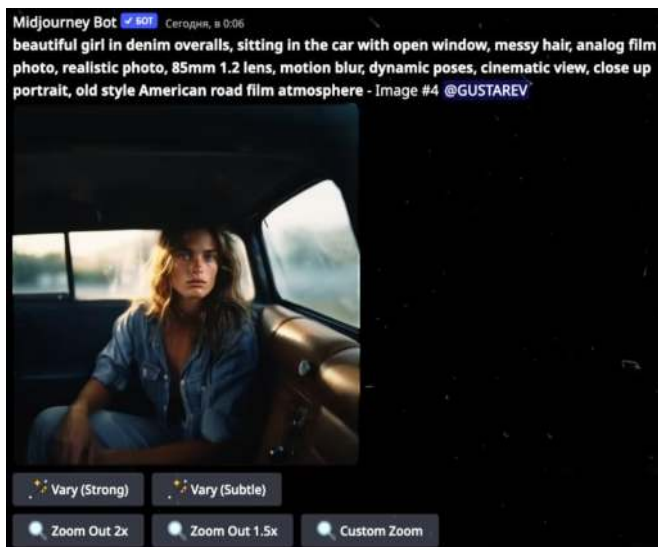 Midjourney Bot ✓ БОТ Сегодня, в 0:06
beautiful girl in denim overalls, sitting in the car with open window, messy hair, analog film
photo, realistic photo, 85mm 1.2 lens, motion blur, dynamic poses, cinematic view, close up
portrait, old style American road film atmosphere - Image #4 @GUSTAREV
Vary (Strong) Vary (Subtle)
Zoom Out 2x Zoom Out 1.5x Custom Zoom